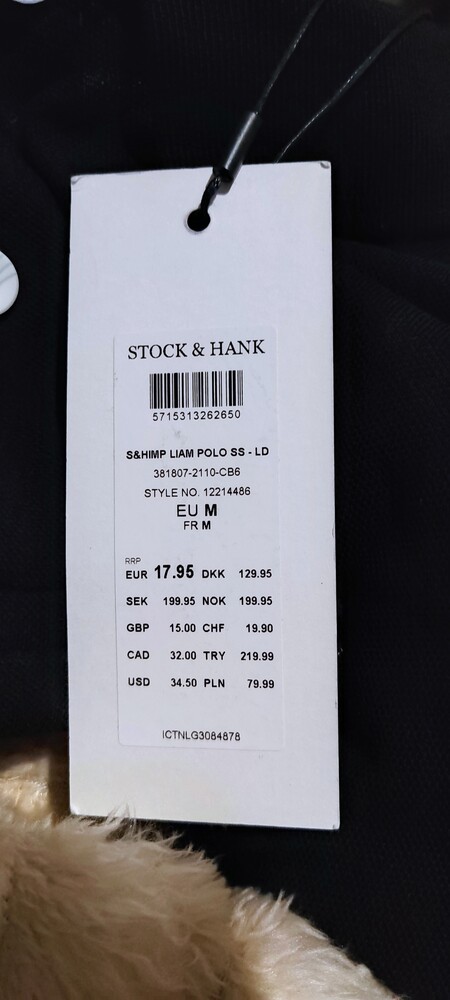 STOCK & HANK
5715313262650
S&HIMP LIAM POLO SS - LD
381807-2110-CB6
STYLE NO. 12214486
EU M
FR M
RRP
EUR 17.95 DKK 129.95
SEK 199.95 NOK 199.95
GBP 15.00 CHF 19.90
CAD 32.00 TRY 219.99
USD 34.50 PLN 79.99
ICTNLG3084878